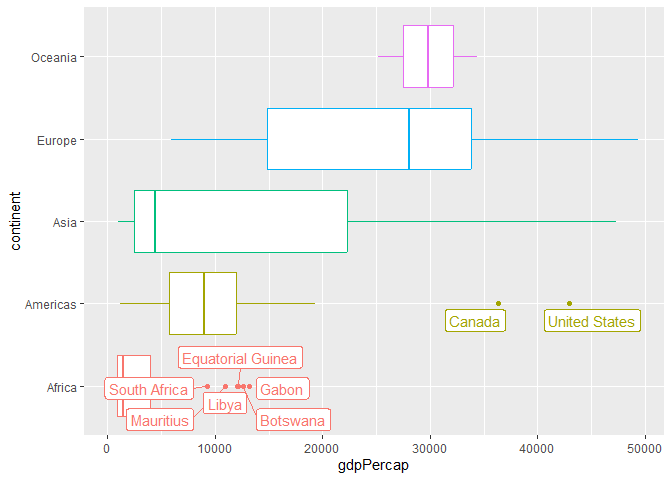 Oceania
Europe
Asia
Americas
Africa
continent
Canada
United States
Equatorial Guinea
South Africa
Gabon
Libya
Mauritius
Botswana
0
10000
20000
30000
40000
50000
gdpPercap